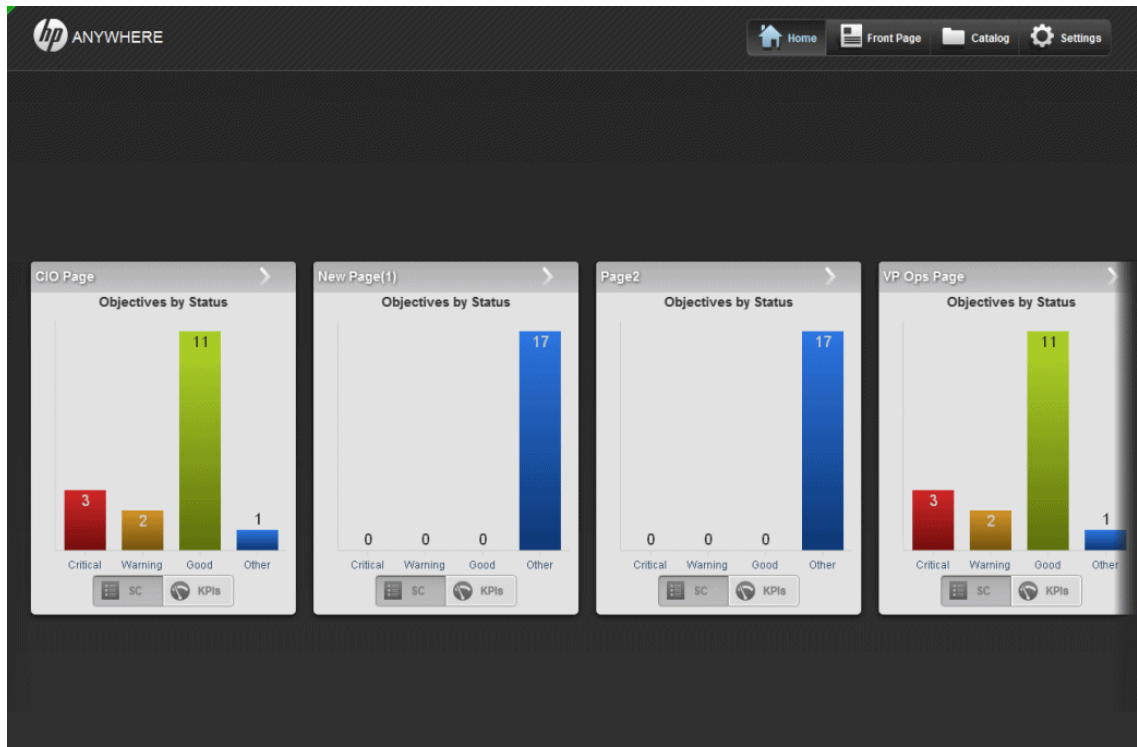 hp ANYWHERE
Home Front Page Catalog Settings
CIO Page
Objectives by Status
11
3
2
1
Critical Warning Good Other
SC KPIs
New Page(1)
Objectives by Status
17
0 0 0
Critical Warning Good Other
SC KPIs
Page2
Objectives by Status
17
0 0 0
Critical Warning Good Other
SC KPIs
VP Ops Page
Objectives by Status
11
3
2
1
Critical Warning Good Other
SC KPIs